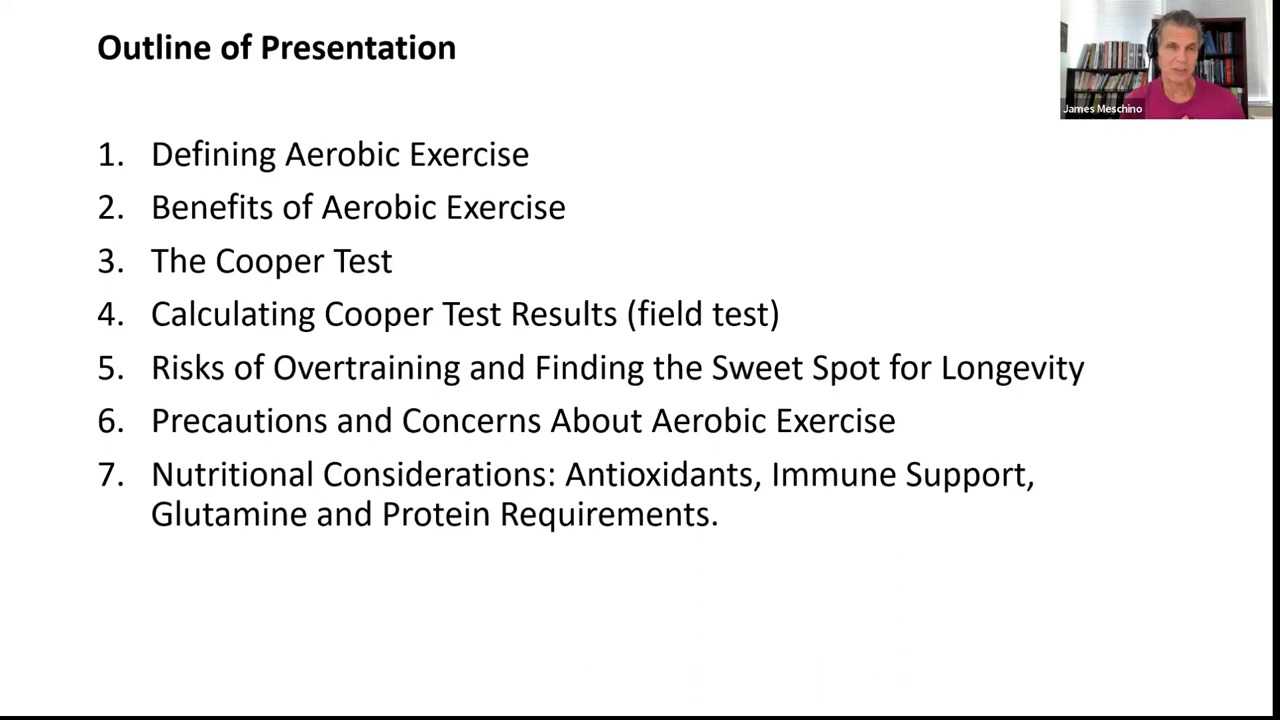 Outline of Presentation
James Meschino
1. Defining Aerobic Exercise
2. Benefits of Aerobic Exercise
3. The Cooper Test
4. Calculating Cooper Test Results (field test)
5. Risks of Overtraining and Finding the Sweet Spot for Longevity
6. Precautions and Concerns About Aerobic Exercise
7. Nutritional Considerations: Antioxidants, Immune Support,
Glutamine and Protein Requirements.